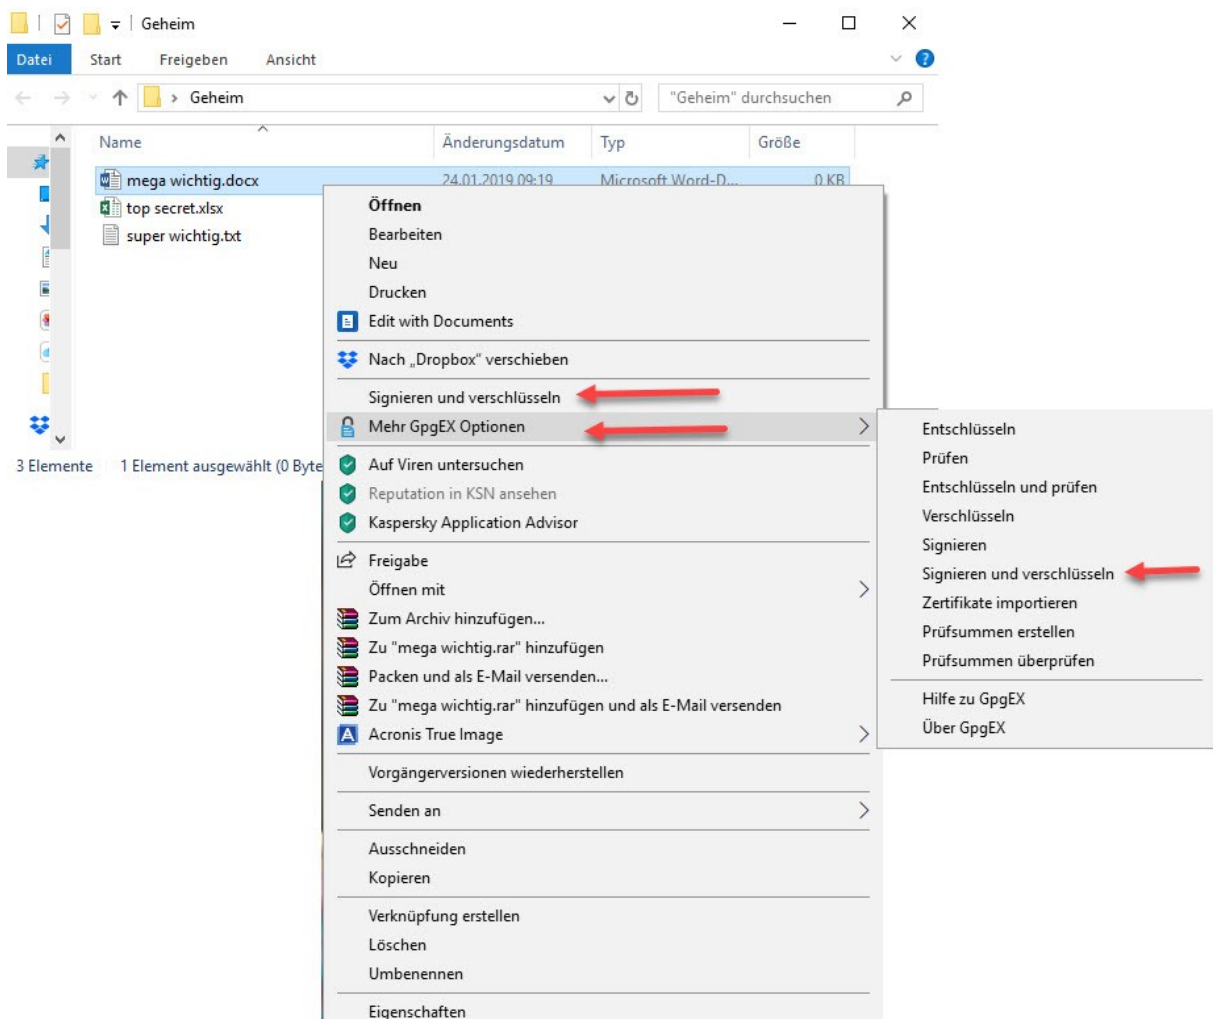 Geheim
Datei Start Freigeben Ansicht
Geheim "Geheim" durchsuchen
Name Änderungsdatum Typ Größe
mega wichtig.docx 24.01.2019 09:19 Microsoft Word-D... 0 KB
top secret.xlsx
super wichtig.txt
3 Elemente 1 Element ausgewählt (0 Byte
Öffnen
Bearbeiten
Neu
Drucken
Edit with Documents
Nach „Dropbox“ verschieben
Signieren und verschlüsseln
Mehr GpgEX Optionen
Auf Viren untersuchen
Reputation in KSN ansehen
Kaspersky Application Advisor
Freigabe
Öffnen mit
Zum Archiv hinzufügen...
Zu "mega wichtig.rar" hinzufügen
Packen und als E-Mail versenden...
Zu "mega wichtig.rar" hinzufügen und als E-Mail versenden
Acronis True Image
Vorgängerversionen wiederherstellen
Senden an
Ausschneiden
Kopieren
Verknüpfung erstellen
Löschen
Umbenennen
Eigenschaften
Entschlüsseln
Prüfen
Entschlüsseln und prüfen
Verschlüsseln
Signieren
Signieren und verschlüsseln
Zertifikate importieren
Prüfsummen erstellen
Prüfsummen überprüfen
Hilfe zu GpgEX
Über GpgEX